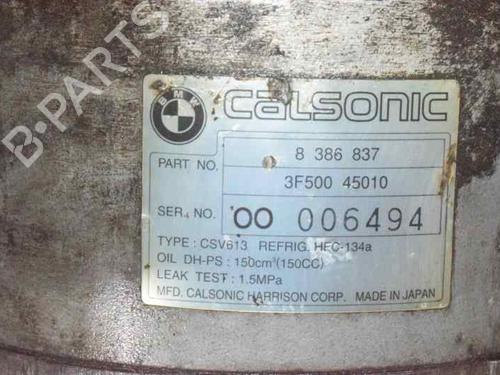 BMW
CALSONIC
PART NO.
8 386 837
3F500 45010
SER. NO. 00 006494
TYPE : CSV613 REFRIG. HFC-134a
OIL DH-PS : 150cm³(150CC)
LEAK TEST : 1.5MPa
MFD. CALSONIC HARRISON CORP. MADE IN JAPAN
B-PARTS